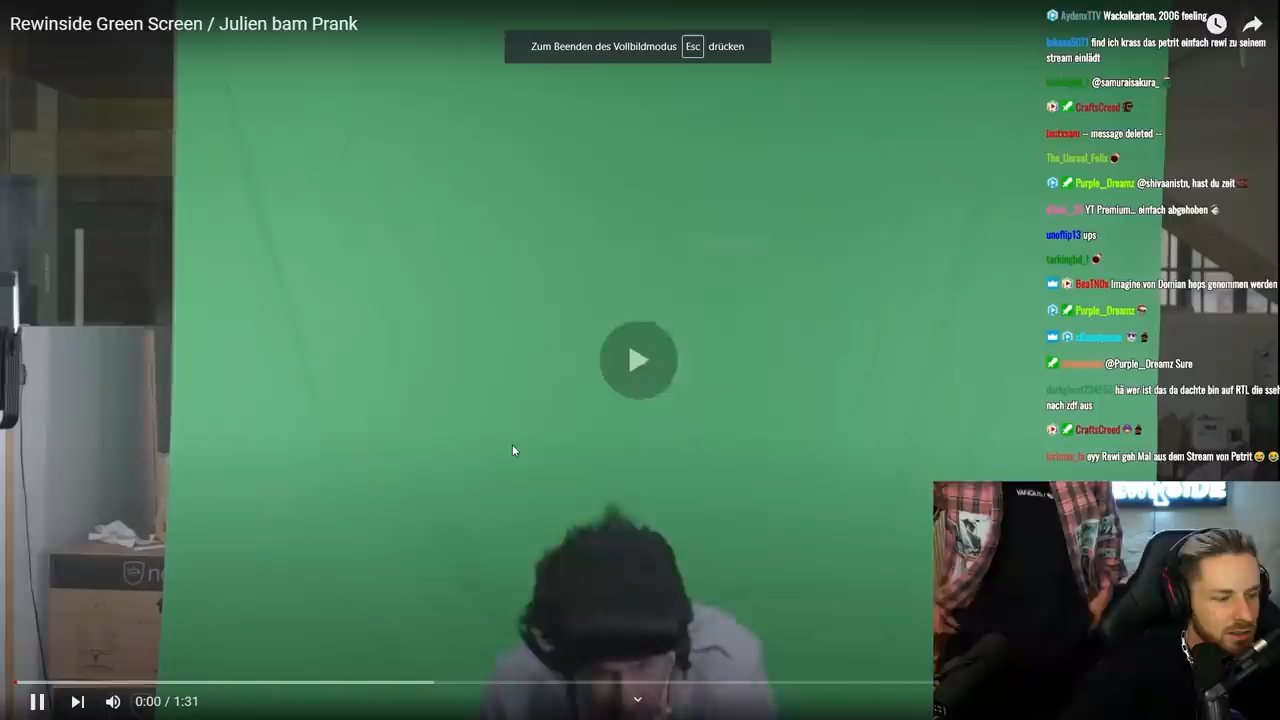 Rewinside Green Screen / Julien bam Prank
Zum Beenden des Vollbildmodus Esc drücken
AydenxTTV Wackelkarten, 2006 feeling
find ich krass das petrit einfach rewi zu seinem
stream einlädt
@samuraisakura_
CraftsCreed
-- message deleted --
The_Unreal_Felix
Purple__Dreamz @shivaanistn, hast du zeit
YT Premium... einfach abgehoben
unoflip13 ups
BeaTN0x Imagine von Domian hops genommen werden
Purple__Dreamz
@Purple__Dreamz Sure
hä wer ist das da dachte bin auf RTL die sseh
nach zdf aus
CraftsCreed
eyy Rewi geh Mal aus dem Stream von Petrit
0:00 / 1:31